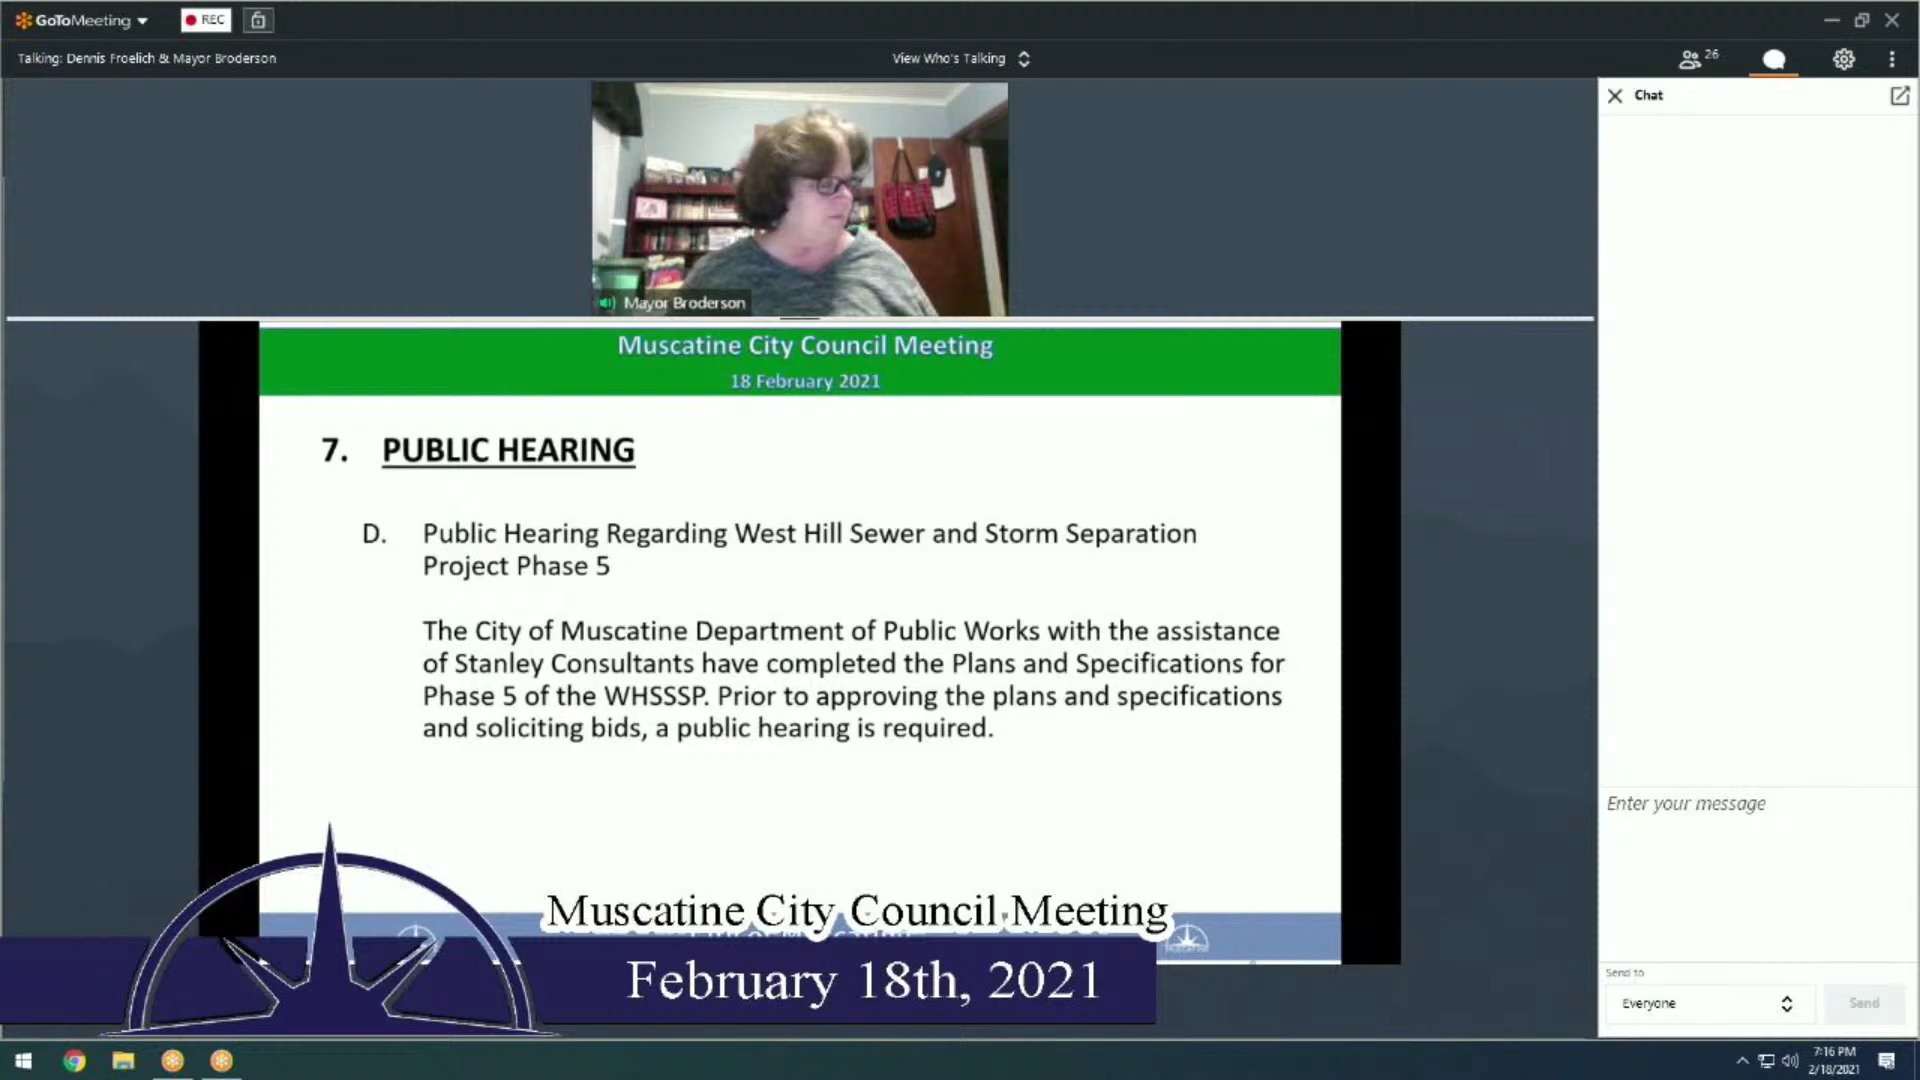 GoToMeeting
REC
Talking: Dennis Froelich & Mayor Broderson
View Who's Talking
26
Chat
Mayor Broderson
Muscatine City Council Meeting
18 February 2021
7. PUBLIC HEARING
D. Public Hearing Regarding West Hill Sewer and Storm Separation
Project Phase 5
The City of Muscatine Department of Public Works with the assistance
of Stanley Consultants have completed the Plans and Specifications for
Phase 5 of the WHSSSP. Prior to approving the plans and specifications
and soliciting bids, a public hearing is required.
Enter your message
Muscatine City Council Meeting
February 18th, 2021
Send to
Everyone
Send
7:16 PM
2/18/2021